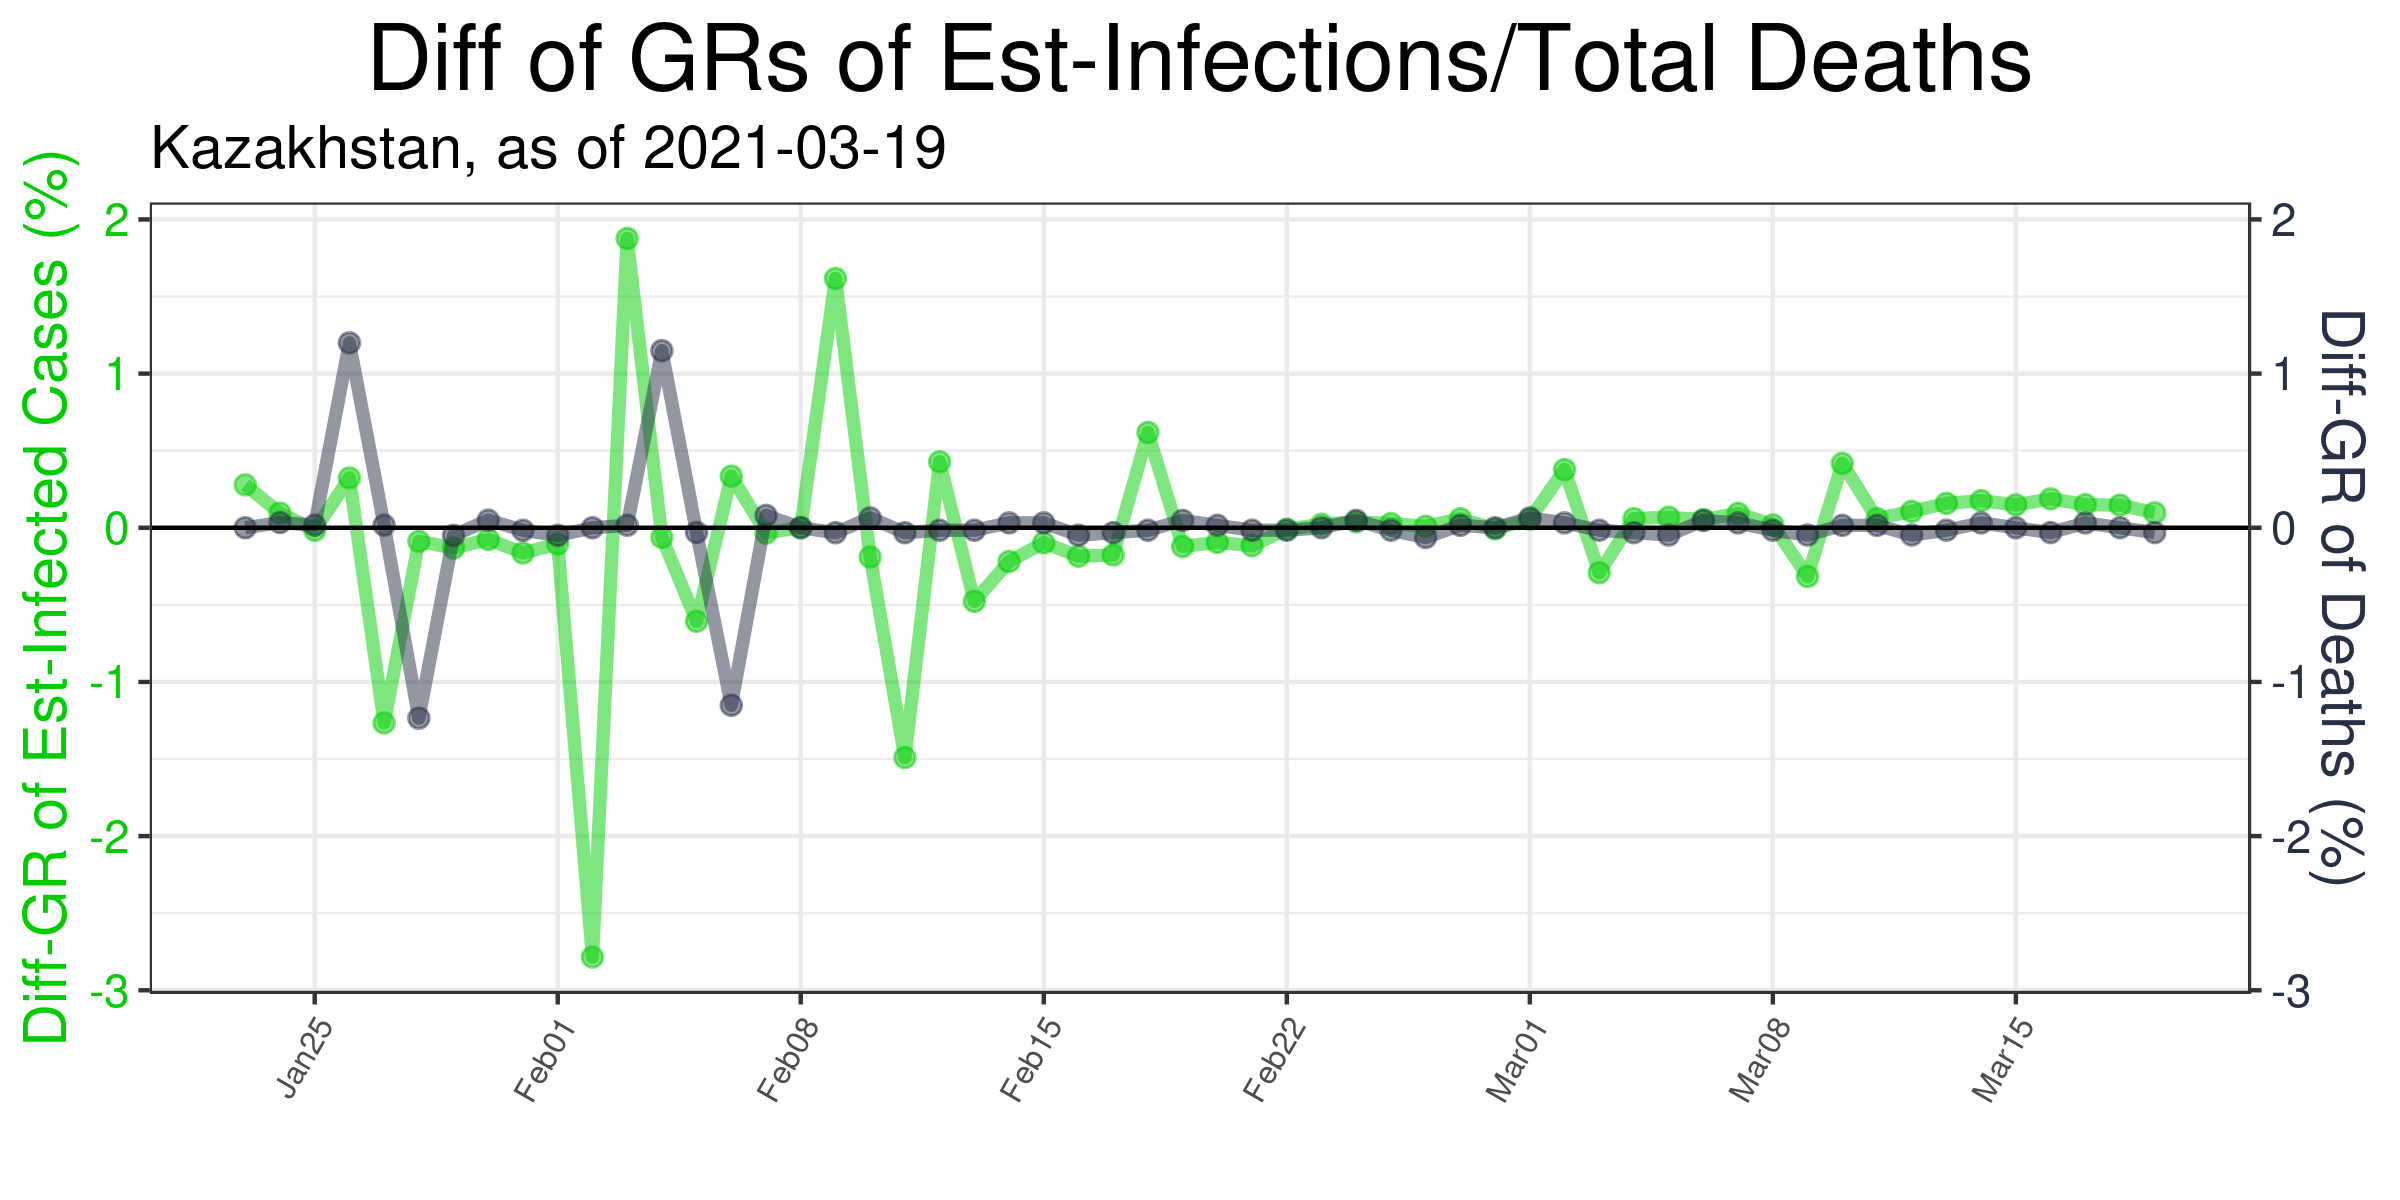 Diff of GRs of Est-Infections/Total Deaths
Kazakhstan, as of 2021-03-19
Diff-GR of Est-Infected Cases (%)
2
1
0
-1
-2
-3
2
1
0
-1
-2
-3
Diff-GR of Deaths (%)
Jan25
Feb01
Feb08
Feb15
Feb22
Mar01
Mar08
Mar15